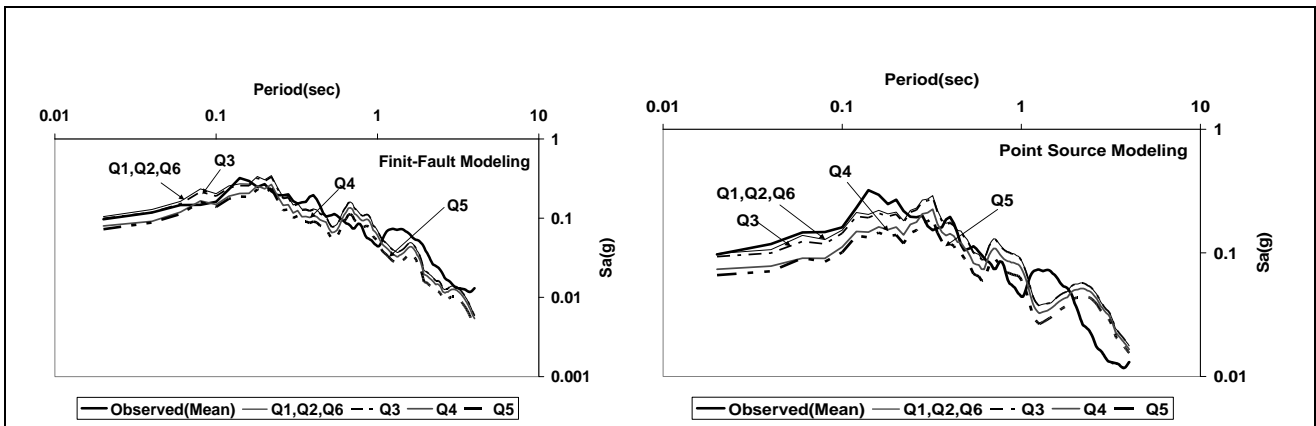 Period(sec)
0.01 0.1 1 10
1
0.1
0.01
0.001
Sa(g)
Finit-Fault Modeling
Q1,Q2,Q6
Q3
Q4
Q5
Observed(Mean) Q1,Q2,Q6 Q3 Q4 Q5
Period(sec)
0.01 0.1 1 10
1
0.1
0.01
Sa(g)
Point Source Modeling
Q4
Q1,Q2,Q6
Q3
Q5
Observed(Mean) Q1,Q2,Q6 Q3 Q4 Q5